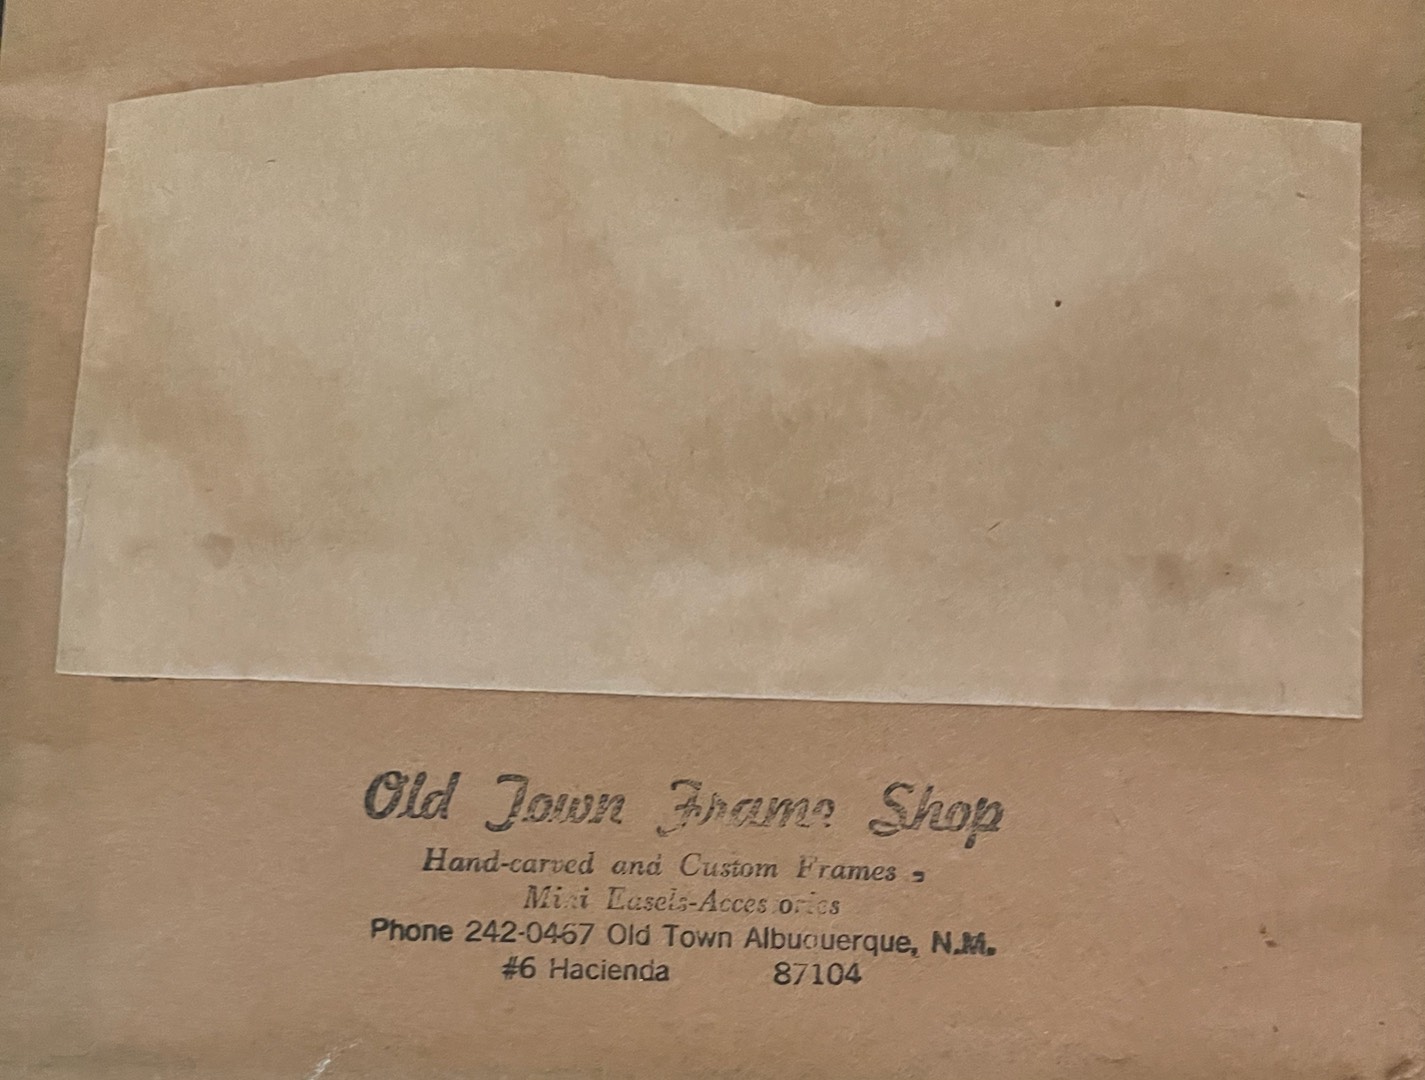 Old Town Frame Shop
Hand-carved and Custom Frames,
Mini Easels-Accessories
Phone 242-0467 Old Town Albuquerque, N.M.
#6 Hacienda 87104